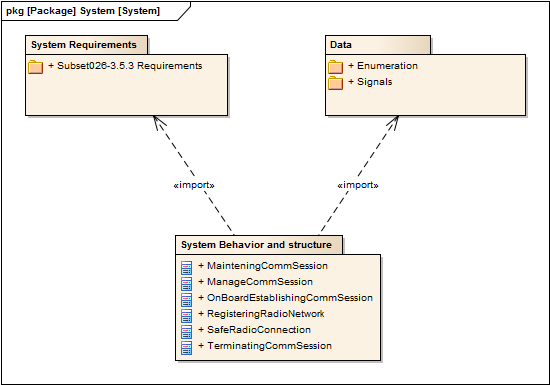 pkg [Package] System [System]
System Requirements
+ Subset026-3.5.3 Requirements
Data
+ Enumeration
+ Signals
«import»
«import»
System Behavior and structure
+ MainteningCommSession
+ ManageCommSession
+ OnBoardEstablishingCommSession
+ RegisteringRadioNetwork
+ SafeRadioConnection
+ TerminatingCommSession